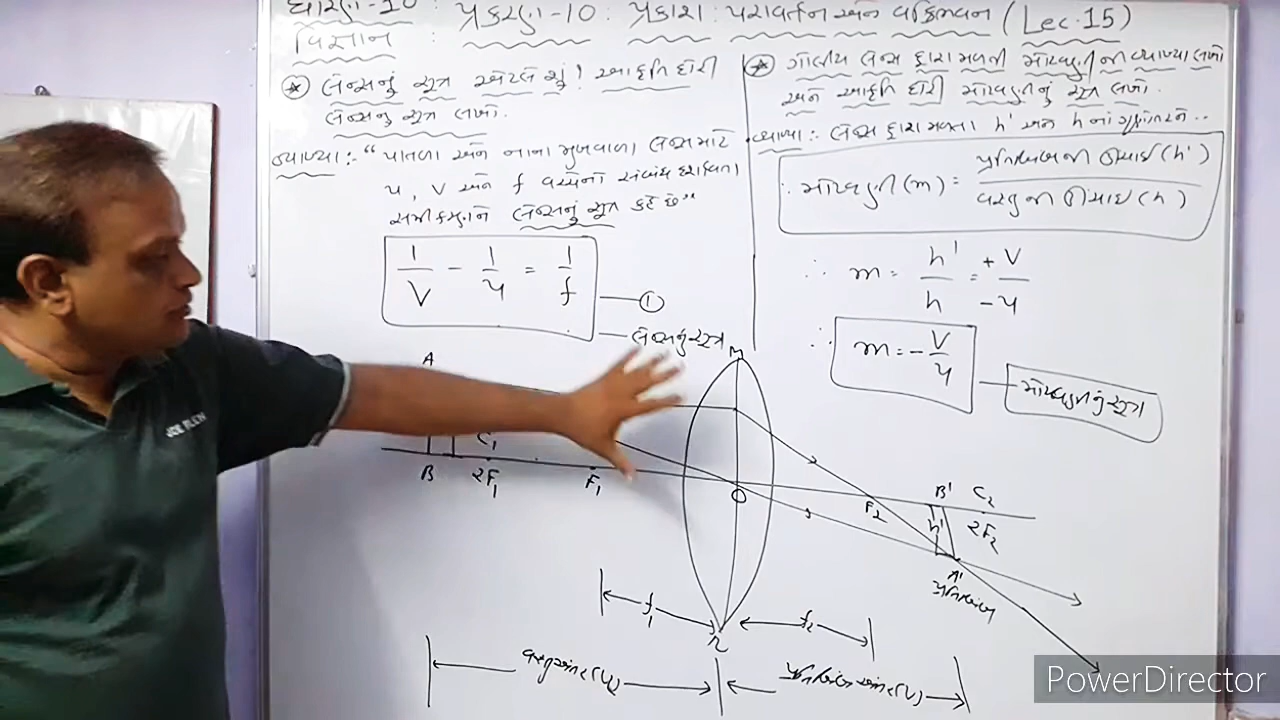 ધોરણ-10 : પ્રકરણ-10 : પ્રકાશ : પરાવર્તન અને વક્રીભવન (Lec.15)
વિજ્ઞાન
લેન્સનું સૂત્ર એટલે શું? આકૃતિ દોરી
લેન્સનું સૂત્ર લખો.
વ્યાખ્યા :- "પાતળા અને નાના મુખવાળા લેન્સ માટે
u, v અને f વચ્ચેનો સંબંધ દર્શાવતા
સમીકરણને લેન્સનું સૂત્ર કહે છે"
1/v - 1/u = 1/f — ①
— લેન્સનું સૂત્ર
ગોલીય લેન્સ દ્વારા મળતી મોટવણીની વ્યાખ્યા લખો
અને આકૃતિ દોરી મોટવણીનું સૂત્ર લખો.
વ્યાખ્યા : લેન્સ દ્વારા મળતા h' અને h ના ગુણોત્તરને..
∴ મોટવણી (m) = પ્રતિબિંબની ઊંચાઈ (h') / વસ્તુની ઊંચાઈ (h)
∴ m = h'/h = +v/-u
∴ m = - v/u — મોટવણીનું સૂત્ર
A
M
C₁
B 2F₁ F₁ O F₂ B' C₂
2F₂
h'
A'
પ્રતિબિંબ
f₁ N f₂
વસ્તુઅંતર (u) પ્રતિબિંબઅંતર (v)
JOE BLEN
PowerDirector